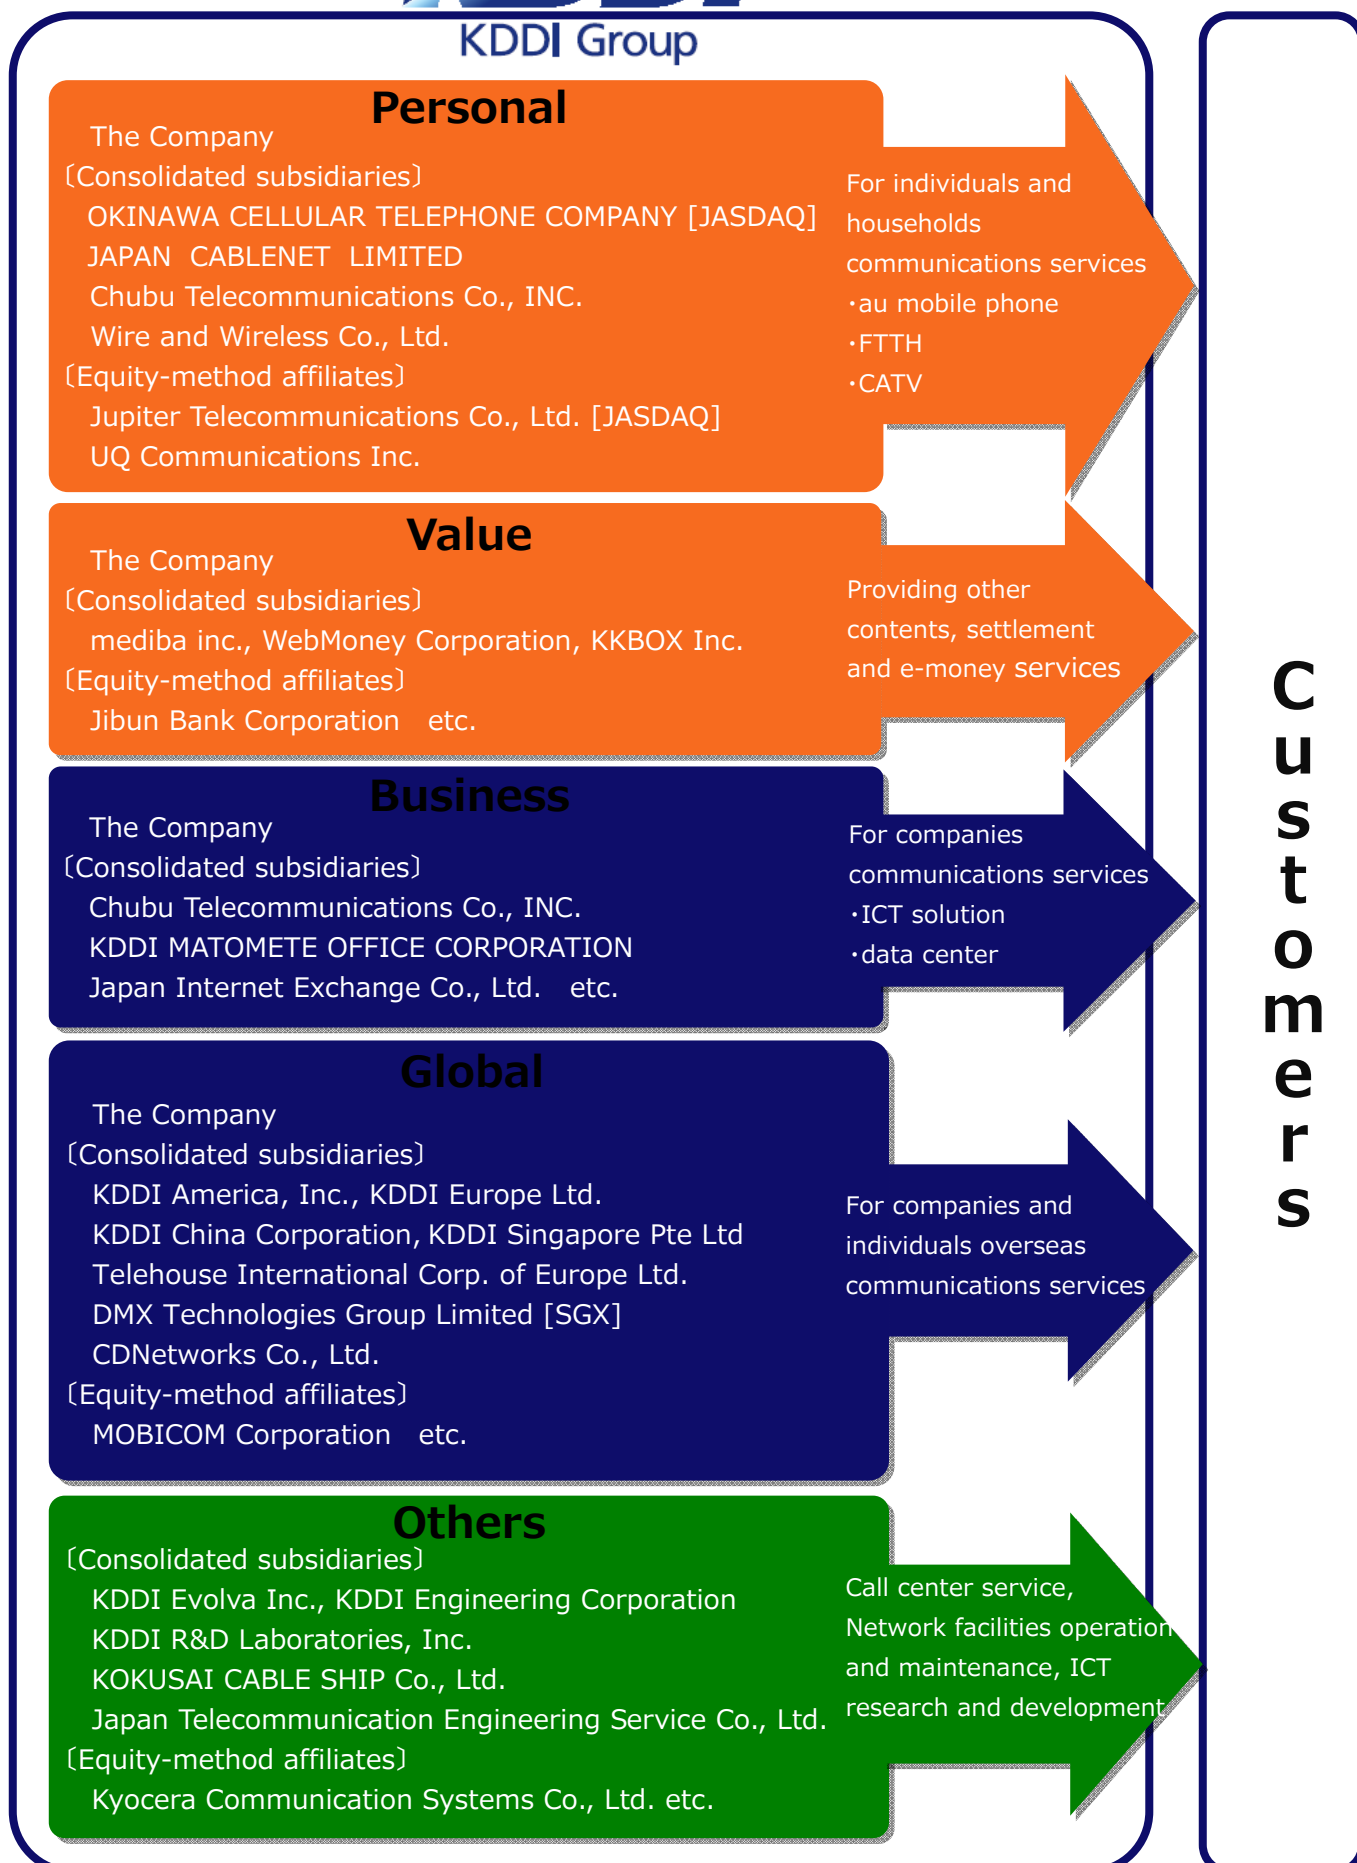 KDDI Group
Personal
The Company
〔Consolidated subsidiaries〕
OKINAWA CELLULAR TELEPHONE COMPANY [JASDAQ]
JAPAN CABLENET LIMITED
Chubu Telecommunications Co., INC.
Wire and Wireless Co., Ltd.
〔Equity-method affiliates〕
Jupiter Telecommunications Co., Ltd. [JASDAQ]
UQ Communications Inc.
For individuals and
households
communications services
・au mobile phone
・FTTH
・CATV
Value
The Company
〔Consolidated subsidiaries〕
mediba inc., WebMoney Corporation, KKBOX Inc.
〔Equity-method affiliates〕
Jibun Bank Corporation etc.
Providing other
contents, settlement
and e-money services
Business
The Company
〔Consolidated subsidiaries〕
Chubu Telecommunications Co., INC.
KDDI MATOMETE OFFICE CORPORATION
Japan Internet Exchange Co., Ltd. etc.
For companies
communications services
・ICT solution
・data center
Global
The Company
〔Consolidated subsidiaries〕
KDDI America, Inc., KDDI Europe Ltd.
KDDI China Corporation, KDDI Singapore Pte Ltd
Telehouse International Corp. of Europe Ltd.
DMX Technologies Group Limited [SGX]
CDNetworks Co., Ltd.
〔Equity-method affiliates〕
MOBICOM Corporation etc.
For companies and
individuals overseas
communications services
Others
〔Consolidated subsidiaries〕
KDDI Evolva Inc., KDDI Engineering Corporation
KDDI R&D Laboratories, Inc.
KOKUSAI CABLE SHIP Co., Ltd.
Japan Telecommunication Engineering Service Co., Ltd.
〔Equity-method affiliates〕
Kyocera Communication Systems Co., Ltd. etc.
Call center service,
Network facilities operation
and maintenance, ICT
research and development
Customers